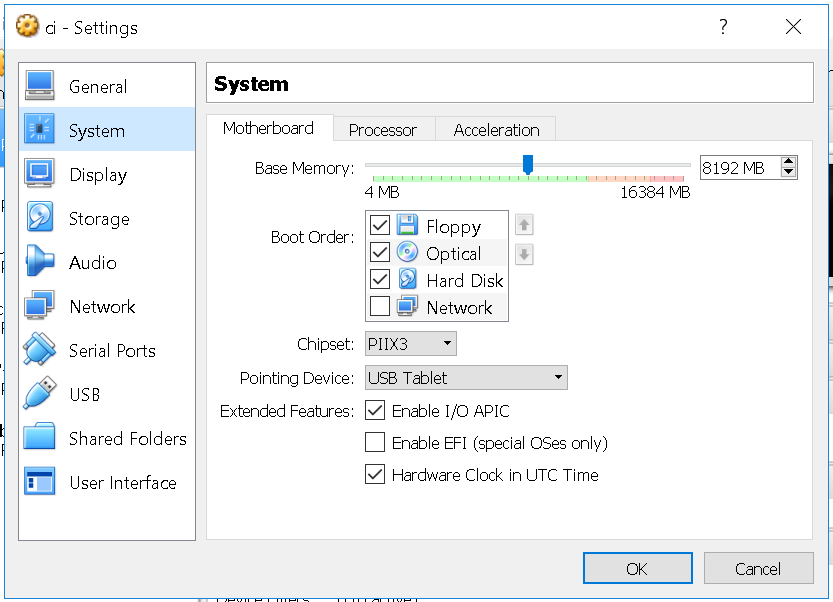 ci - Settings
?
General
System
Display
Storage
Audio
Network
Serial Ports
USB
Shared Folders
User Interface
System
Motherboard
Processor
Acceleration
Base Memory:
8192 MB
4 MB
16384 MB
Boot Order:
Floppy
Optical
Hard Disk
Network
Chipset:
PIIX3
Pointing Device:
USB Tablet
Extended Features:
Enable I/O APIC
Enable EFI (special OSes only)
Hardware Clock in UTC Time
OK
Cancel